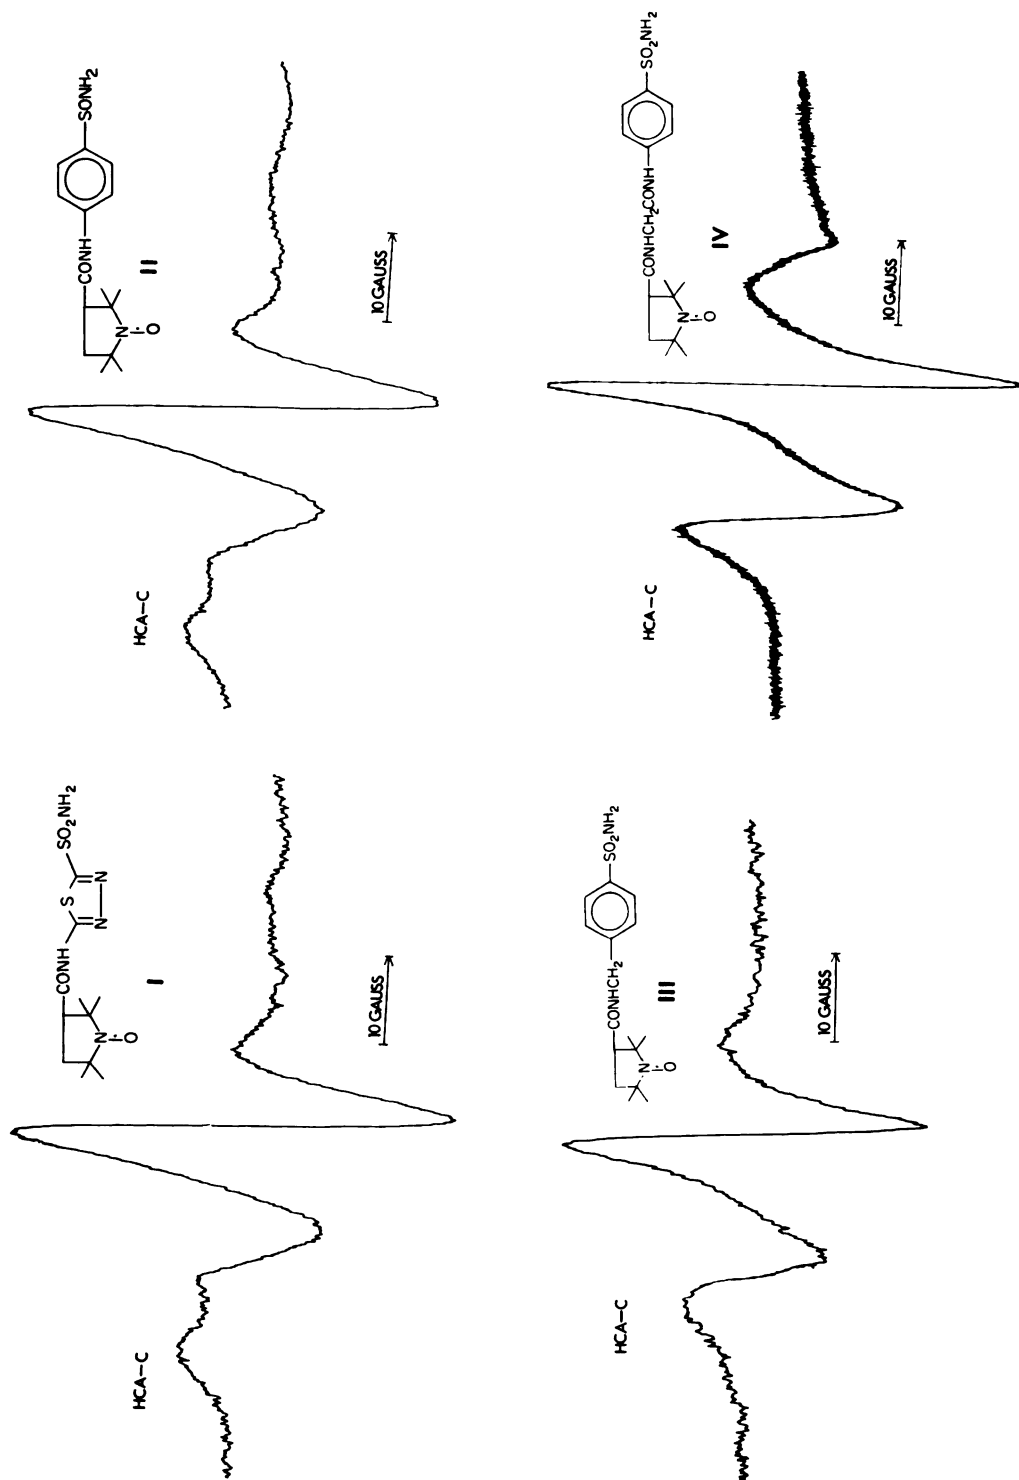 CONH
S
SO2NH2
N
N
N
O
I
HCA-C
10 GAUSS
CONH
SONH2
N
O
II
HCA-C
10 GAUSS
CONHCH2
SO2NH2
N
O
III
HCA-C
10 GAUSS
CONHCH2CONH
SO2NH2
N
O
IV
HCA-C
10 GAUSS